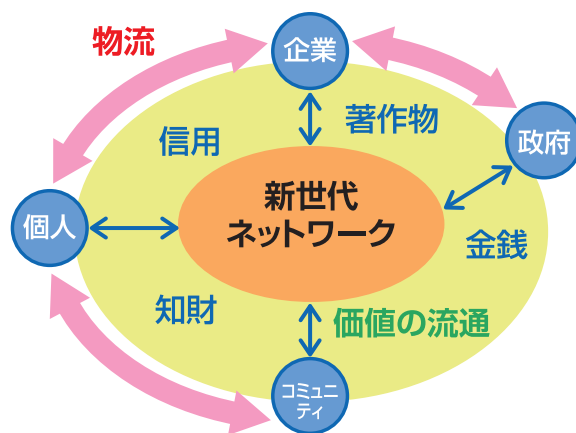 物流
企業
著作物
政府
信用
新世代
ネットワーク
個人
金銭
知財
価値の流通
コミュニ
ティ